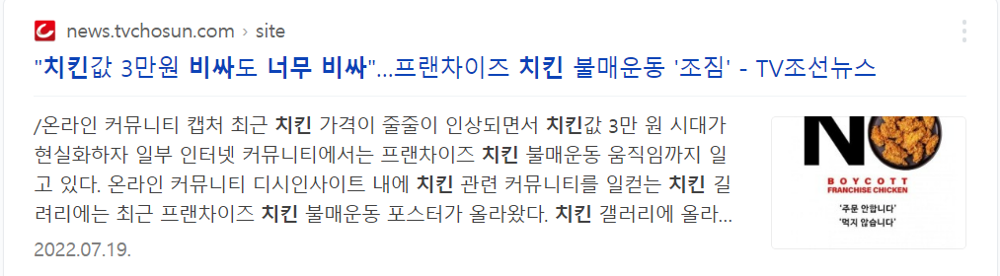 news.tvchosun.com › site
"치킨값 3만원 비싸도 너무 비싸"...프랜차이즈 치킨 불매운동 '조짐' - TV조선뉴스
/온라인 커뮤니티 캡처 최근 치킨 가격이 줄줄이 인상되면서 치킨값 3만 원 시대가
현실화하자 일부 인터넷 커뮤니티에서는 프랜차이즈 치킨 불매운동 움직임까지 일
고 있다. 온라인 커뮤니티 디시인사이트 내에 치킨 관련 커뮤니티를 일컫는 치킨 길
려리에는 최근 프랜차이즈 치킨 불매운동 포스터가 올라왔다. 치킨 갤러리에 올라...
2022.07.19.
NO
BOYCOTT
FRANCHISE CHICKEN
'주문 안합니다'
'먹지 않습니다'